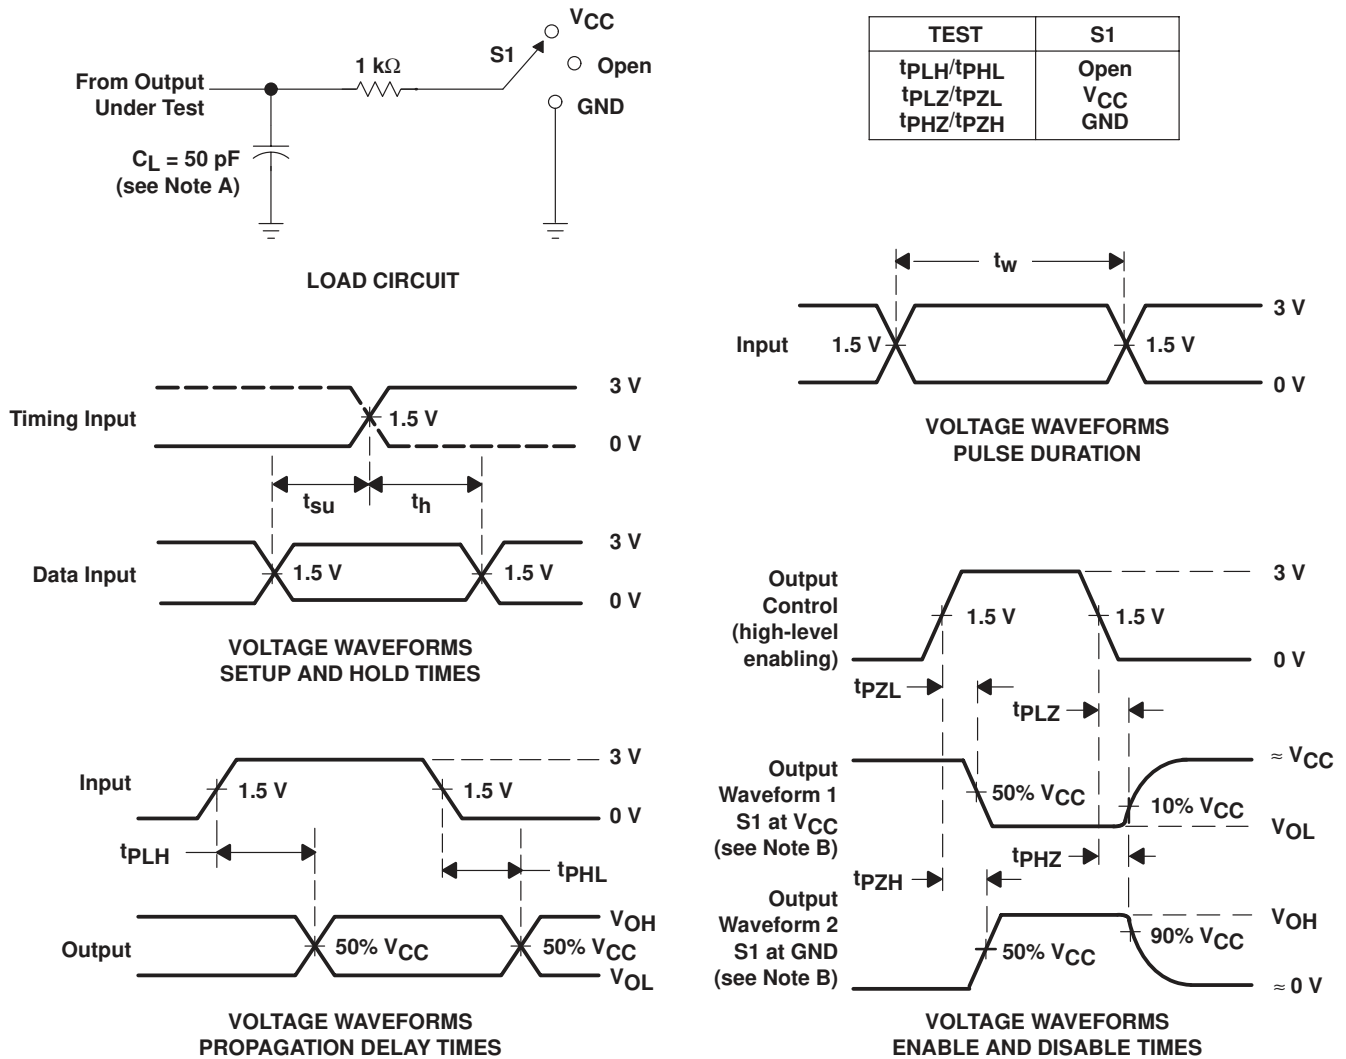 VCC
S1
1 kΩ
Open
From Output
Under Test
GND
CL = 50 pF
(see Note A)
LOAD CIRCUIT
TEST S1
tPLH/tPHL Open
tPLZ/tPZL VCC
tPHZ/tPZH GND
tw
3 V
Input 1.5 V 1.5 V
0 V
VOLTAGE WAVEFORMS
PULSE DURATION
3 V
Timing Input 1.5 V
0 V
tsu th
3 V
Data Input 1.5 V 1.5 V
0 V
VOLTAGE WAVEFORMS
SETUP AND HOLD TIMES
3 V
Input 1.5 V 1.5 V
0 V
tPLH
tPHL
VOH
Output 50% VCC 50% VCC
VOL
VOLTAGE WAVEFORMS
PROPAGATION DELAY TIMES
Output
Control
(high-level
enabling)
3 V
1.5 V 1.5 V
0 V
tPZL
tPLZ
Output
Waveform 1
S1 at VCC
(see Note B)
≈ VCC
50% VCC 10% VCC
VOL
tPHZ
tPZH
Output
Waveform 2
S1 at GND
(see Note B)
VOH
50% VCC 90% VCC
≈ 0 V
VOLTAGE WAVEFORMS
ENABLE AND DISABLE TIMES